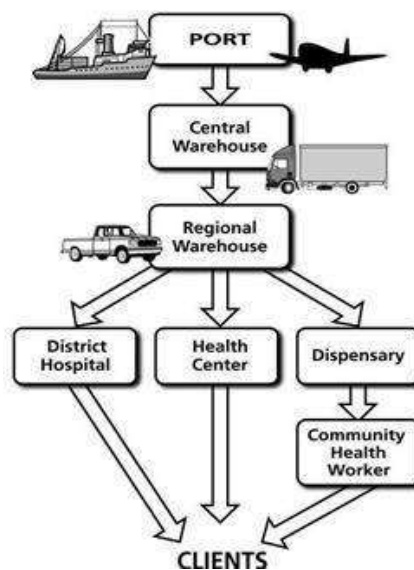 PORT
Central
Warehouse
Regional
Warehouse
District
Hospital
Health
Center
Dispensary
Community
Health
Worker
CLIENTS